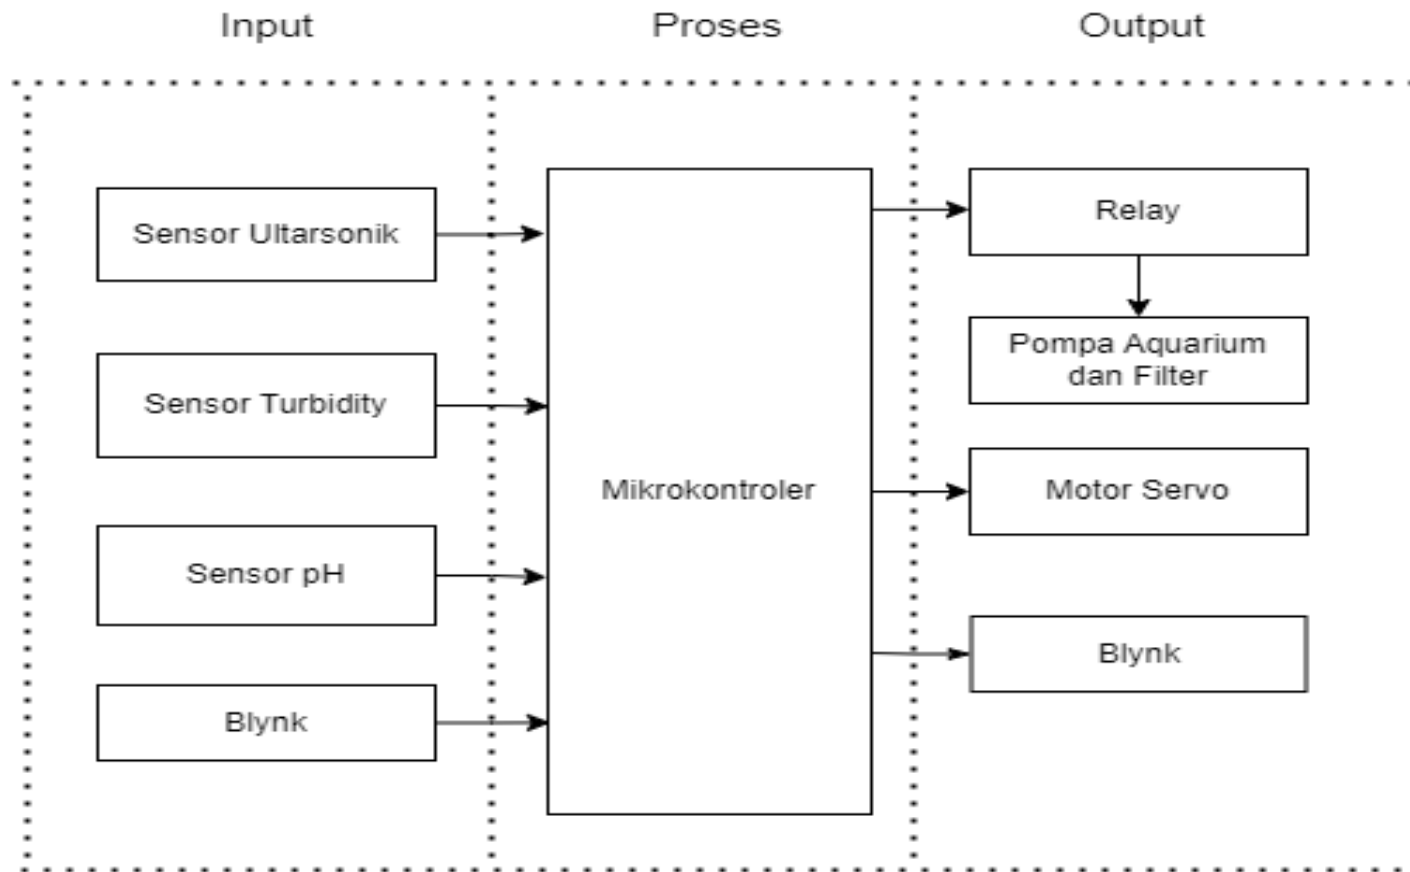 Input
Proses
Output
Sensor Ultarsonik
Sensor Turbidity
Sensor pH
Blynk
Mikrokontroler
Relay
Pompa Aquarium
dan Filter
Motor Servo
Blynk